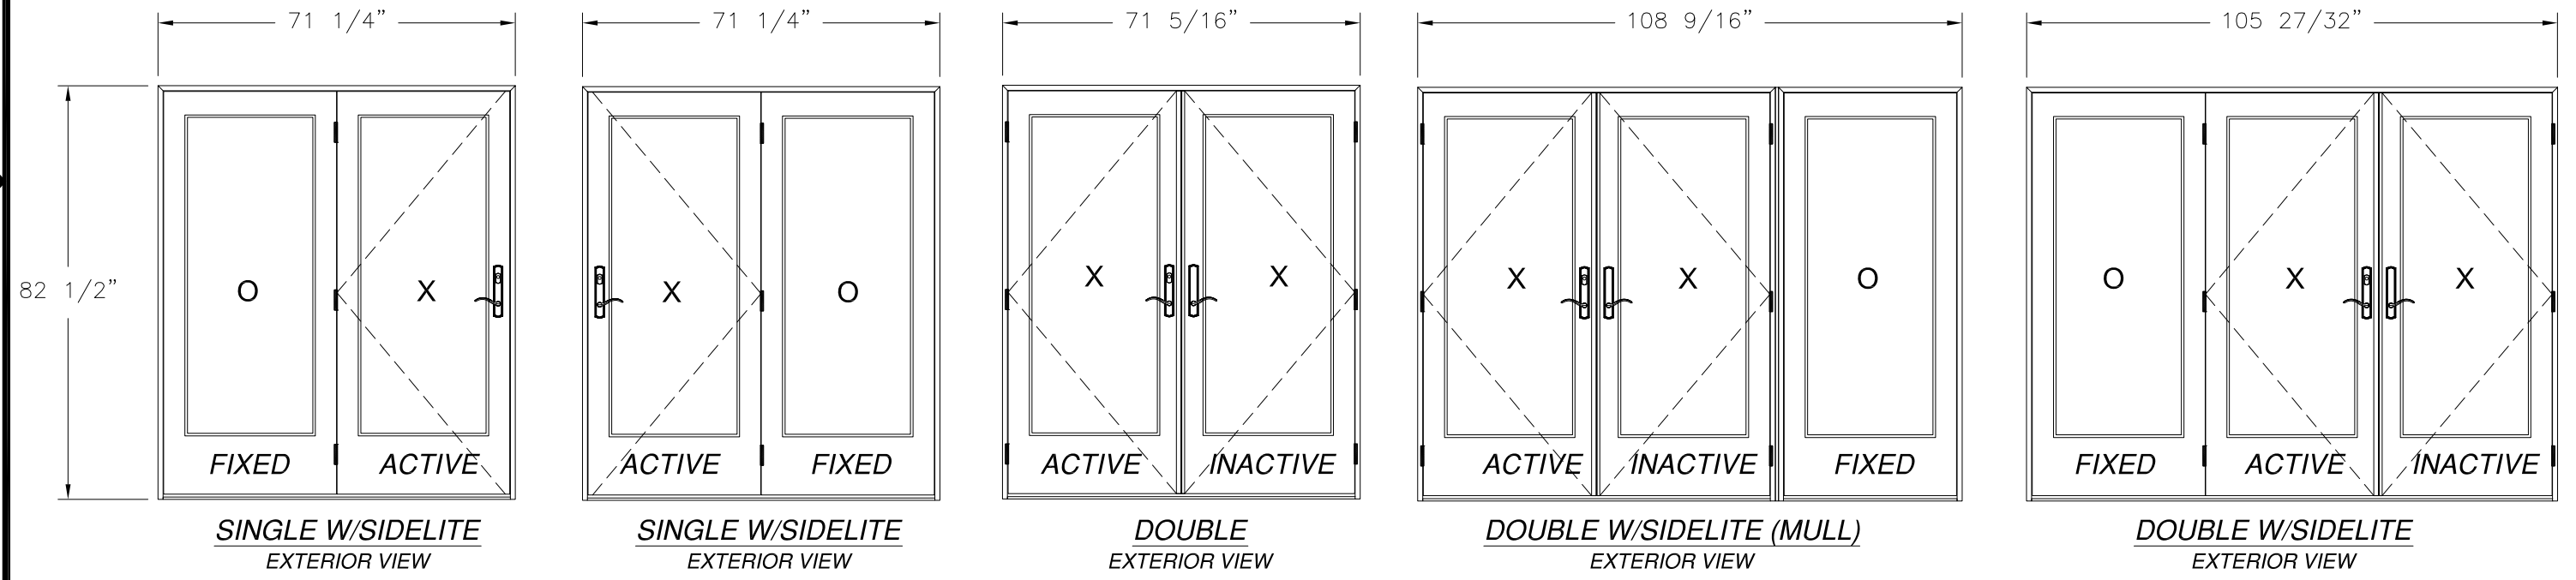 71 1/4" 71 1/4" 71 5/16" 108 9/16" 105 27/32"
82 1/2"
O X X O X X X X O O X X
FIXED ACTIVE ACTIVE FIXED ACTIVE INACTIVE ACTIVE INACTIVE FIXED FIXED ACTIVE INACTIVE
SINGLE W/SIDELITE SINGLE W/SIDELITE DOUBLE DOUBLE W/SIDELITE (MULL) DOUBLE W/SIDELITE
EXTERIOR VIEW EXTERIOR VIEW EXTERIOR VIEW EXTERIOR VIEW EXTERIOR VIEW